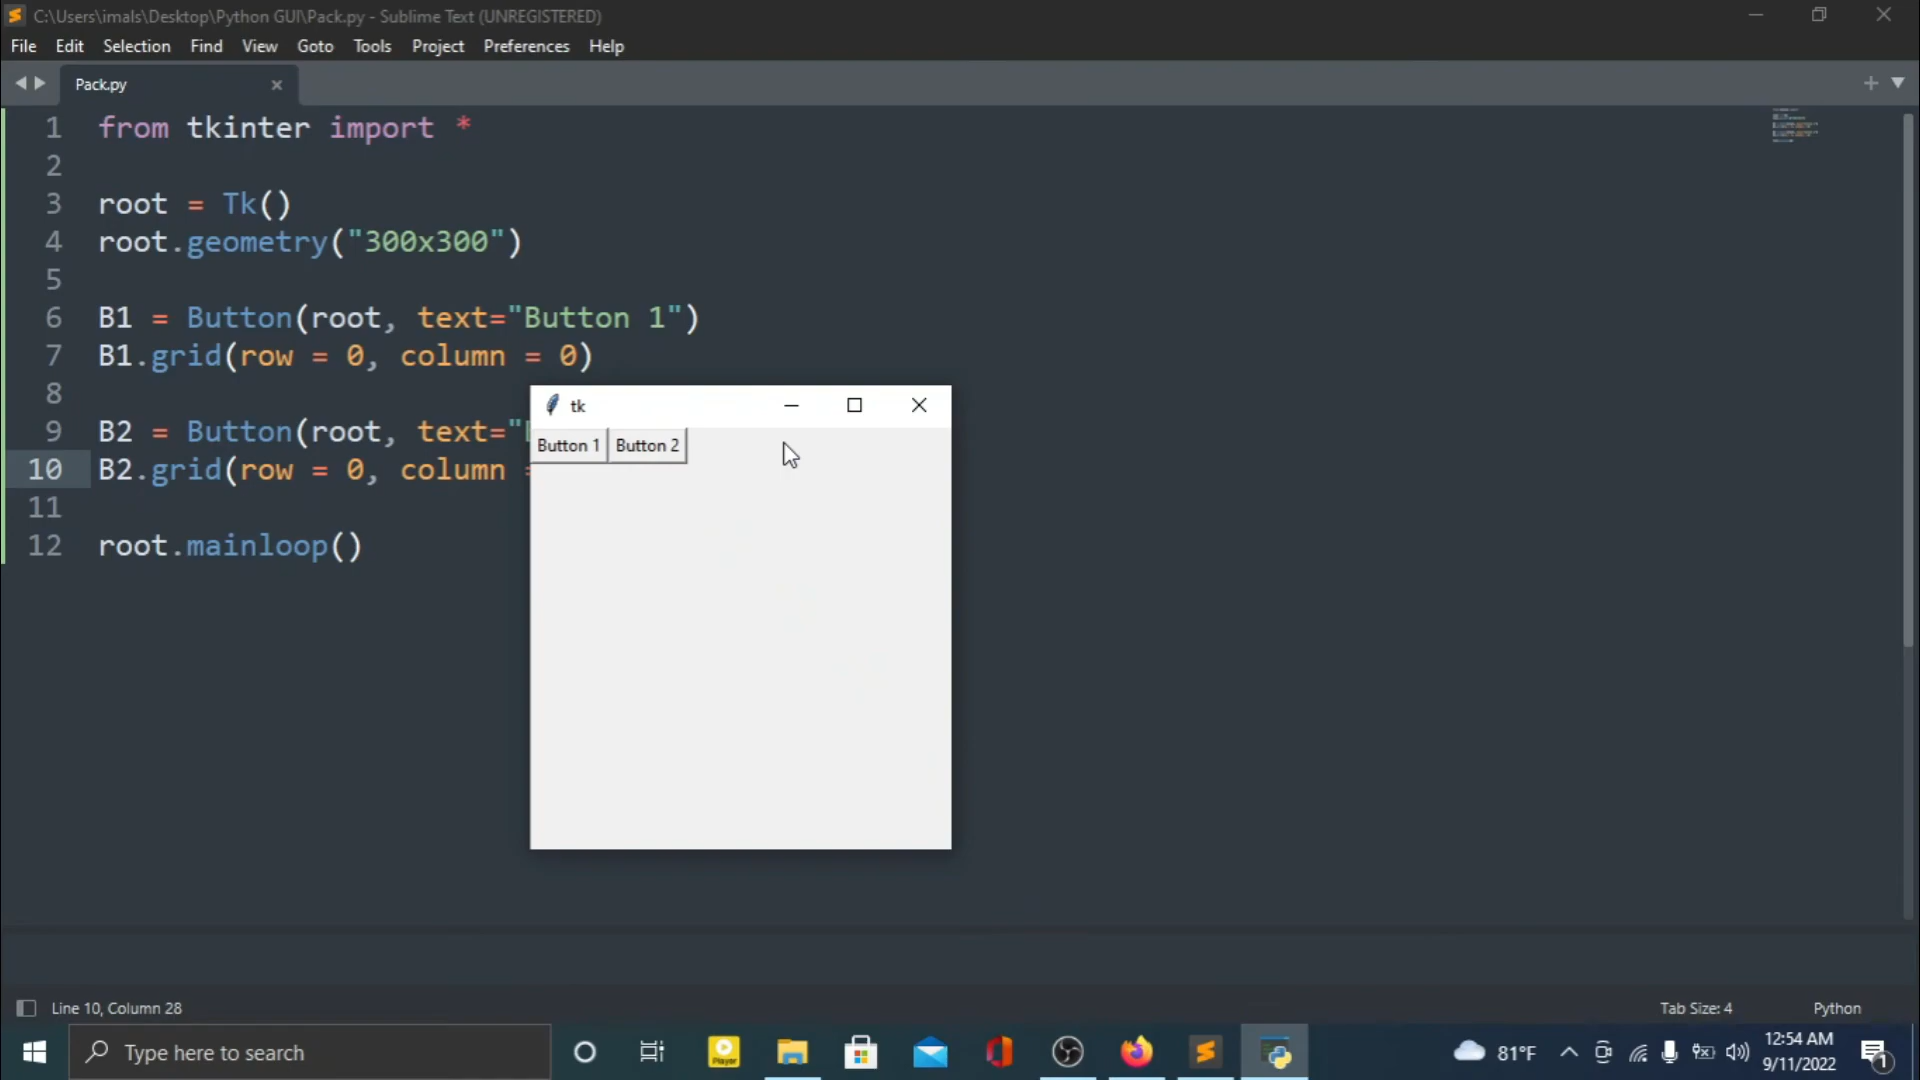 C:\Users\imals\Desktop\Python GUI\Pack.py - Sublime Text (UNREGISTERED)
File Edit Selection Find View Goto Tools Project Preferences Help
Pack.py
1 from tkinter import *
2
3 root = Tk()
4 root.geometry("300x300")
5
6 B1 = Button(root, text="Button 1")
7 B1.grid(row = 0, column = 0)
8
tk
9 B2 = Button(root, text="
Button 1 Button 2
10 B2.grid(row = 0, column
11
12 root.mainloop()
Line 10, Column 28
Tab Size: 4 Python
Type here to search
Player
81°F
12:54 AM
9/11/2022
1